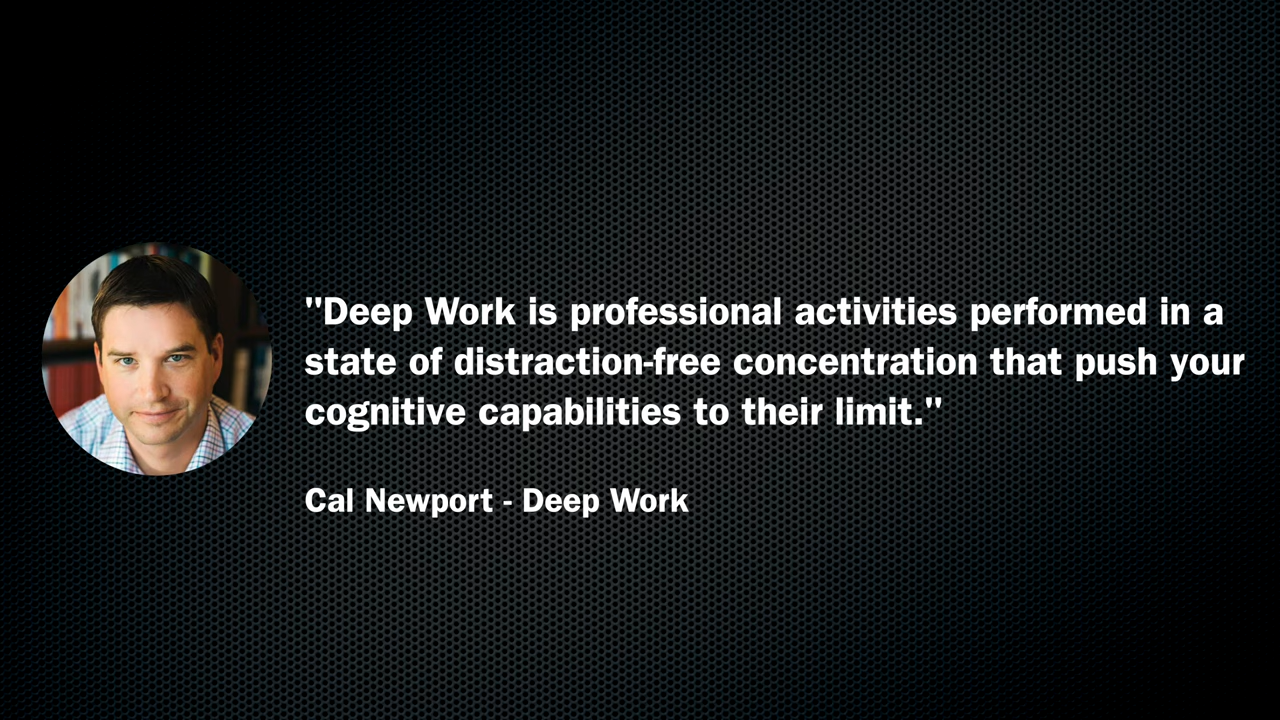 "Deep Work is professional activities performed in a
state of distraction-free concentration that push your
cognitive capabilities to their limit."
Cal Newport - Deep Work